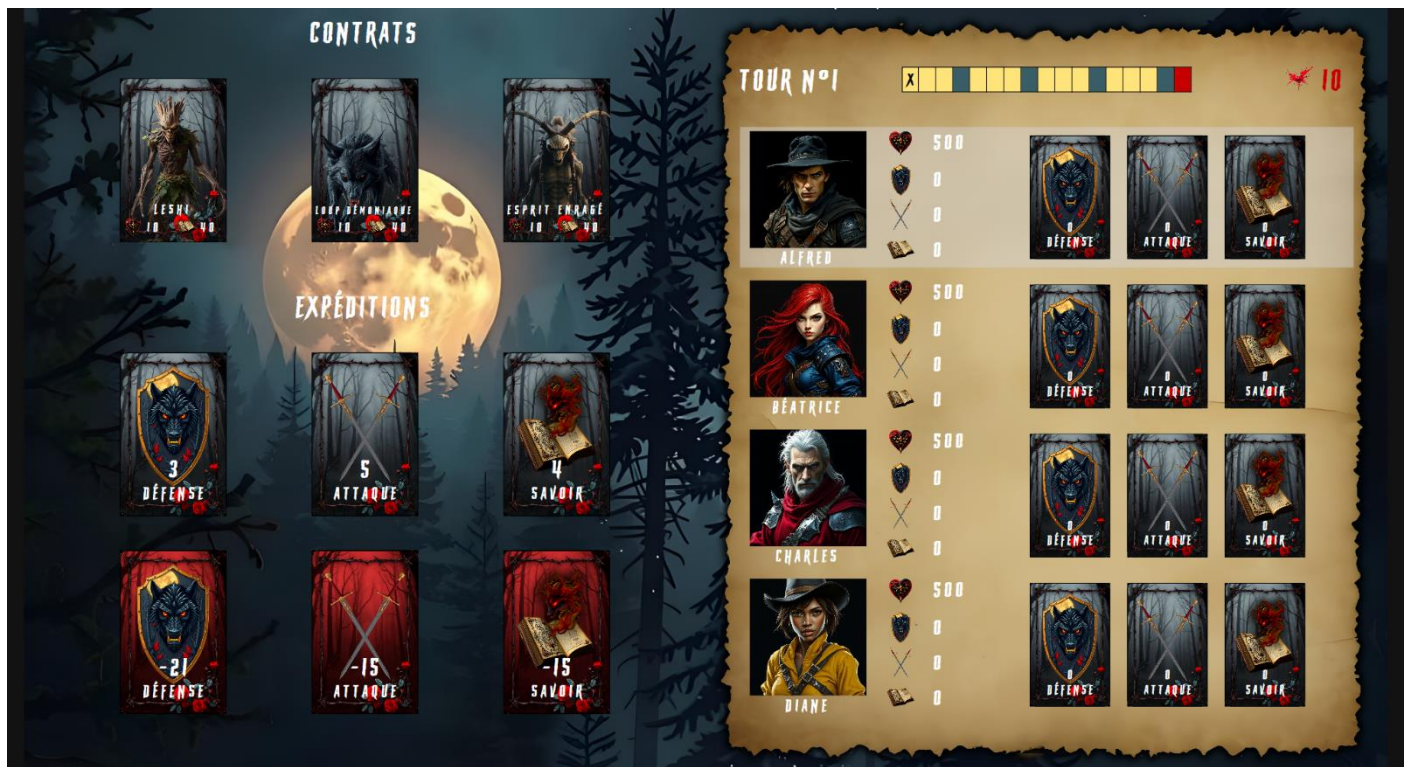 CONTRATS
LESHI
10 40
LOUP DÉMONIAQUE
10 40
ESPRIT ENRAGÉ
10 40
EXPÉDITIONS
3
DÉFENSE
5
ATTAQUE
4
SAVOIR
-21
DÉFENSE
-15
ATTAQUE
-15
SAVOIR
TOUR N°1
X
10
ALFRED
500
0
0
0
0
DÉFENSE
0
ATTAQUE
0
SAVOIR
BÉATRICE
500
0
0
0
0
DÉFENSE
0
ATTAQUE
0
SAVOIR
CHARLES
500
0
0
0
0
DÉFENSE
0
ATTAQUE
0
SAVOIR
DIANE
500
0
0
0
0
DÉFENSE
0
ATTAQUE
0
SAVOIR